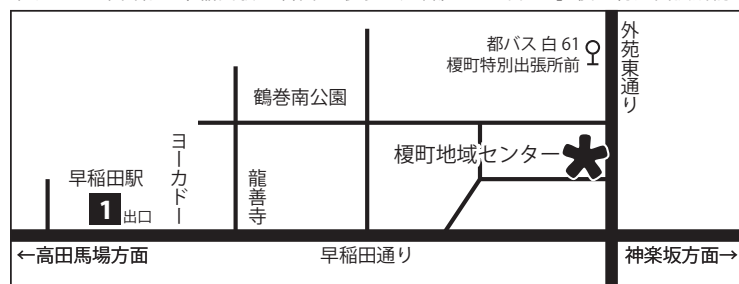 都バス 白 61
榎町特別出張所前
外苑東通り
鶴巻南公園
ヨーカドー
榎町地域センター
早稲田駅
1 出口
龍善寺
←高田馬場方面
早稲田通り
神楽坂方面→